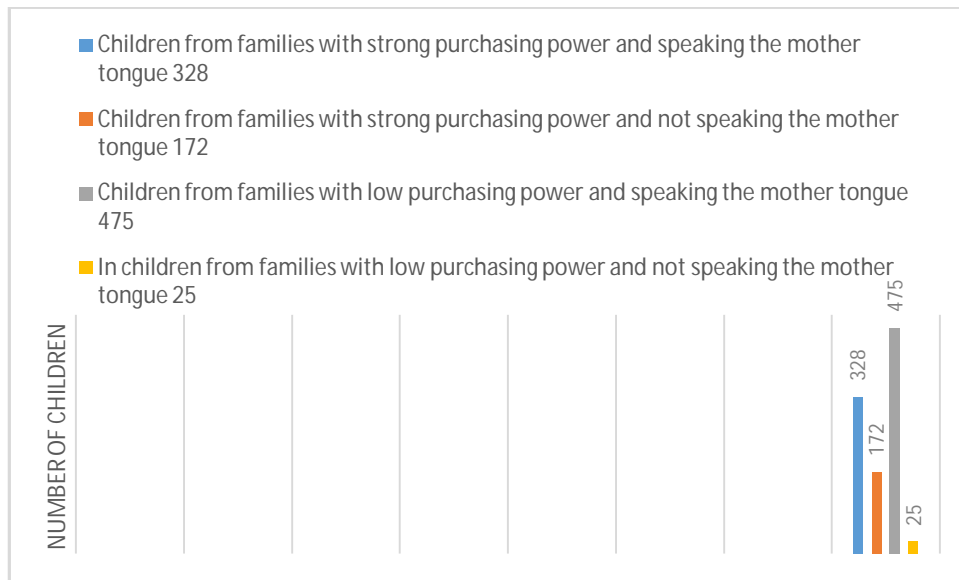 Children from families with strong purchasing power and speaking the mother
tongue 328
Children from families with strong purchasing power and not speaking the mother
tongue 172
Children from families with low purchasing power and speaking the mother tongue
475
In children from families with low purchasing power and not speaking the mother
tongue 25
NUMBER OF CHILDREN
328
172
475
25